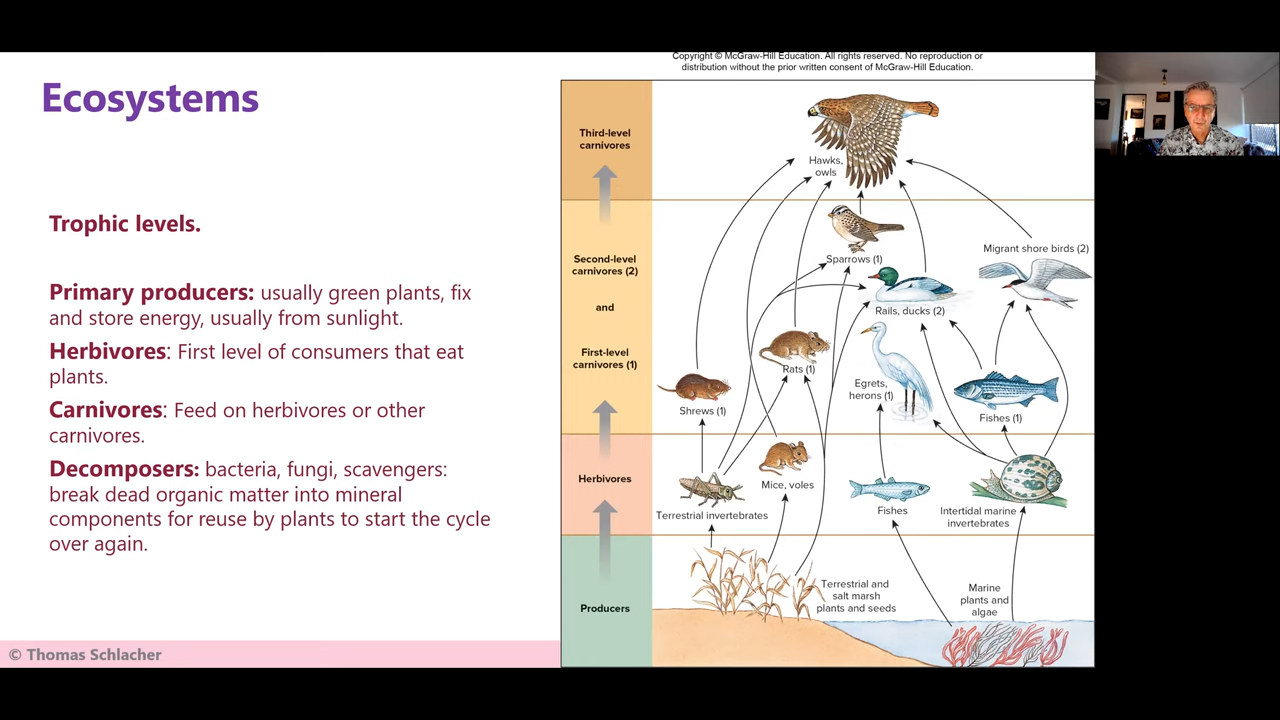 Ecosystems
Trophic levels.
Primary producers: usually green plants, fix
and store energy, usually from sunlight.
Herbivores: First level of consumers that eat
plants.
Carnivores: Feed on herbivores or other
carnivores.
Decomposers: bacteria, fungi, scavengers:
break dead organic matter into mineral
components for reuse by plants to start the cycle
over again.
© Thomas Schlacher
Copyright © McGraw-Hill Education. All rights reserved. No reproduction or
distribution without the prior written consent of McGraw-Hill Education.
Third-level
carnivores
Second-level
carnivores (2)
and
First-level
carnivores (1)
Herbivores
Producers
Hawks,
owls
Sparrows (1)
Migrant shore birds (2)
Rails, ducks (2)
Rats (1)
Egrets,
herons (1)
Shrews (1)
Fishes (1)
Mice, voles
Terrestrial invertebrates
Fishes
Intertidal marine
invertebrates
Terrestrial and
salt marsh
plants and seeds
Marine
plants and
algae